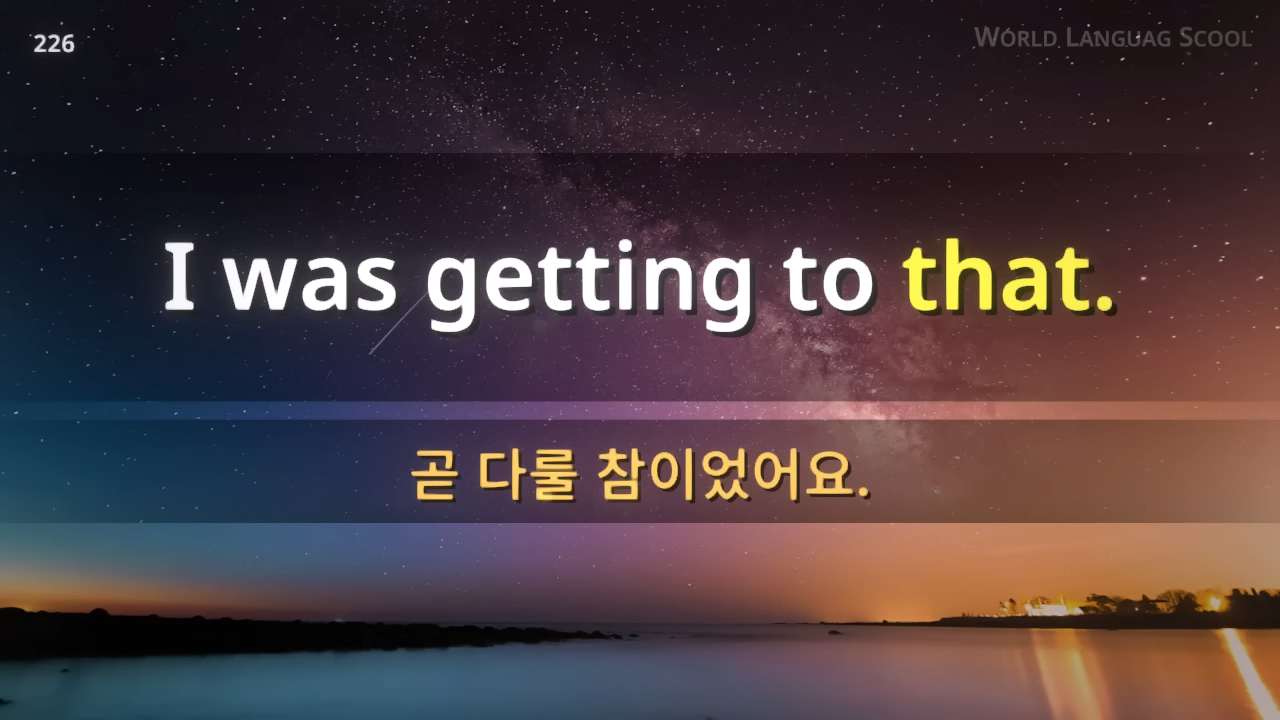 226
World Languag Scool
I was getting to that.
곧 다룰 참이었어요.